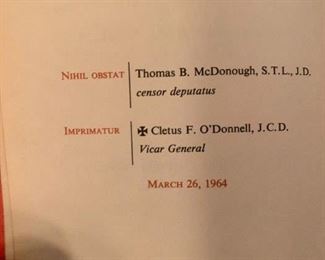 NIHIL OBSTAT Thomas B. McDonough, S.T.L., J.D.
censor deputatus
IMPRIMATUR ✠ Cletus F. O'Donnell, J.C.D.
Vicar General
MARCH 26, 1964